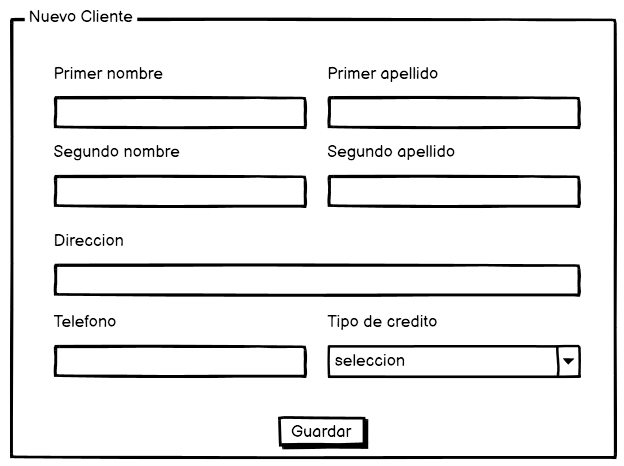 Nuevo Cliente
Primer nombre
Primer apellido
Segundo nombre
Segundo apellido
Direccion
Telefono
Tipo de credito
seleccion
Guardar